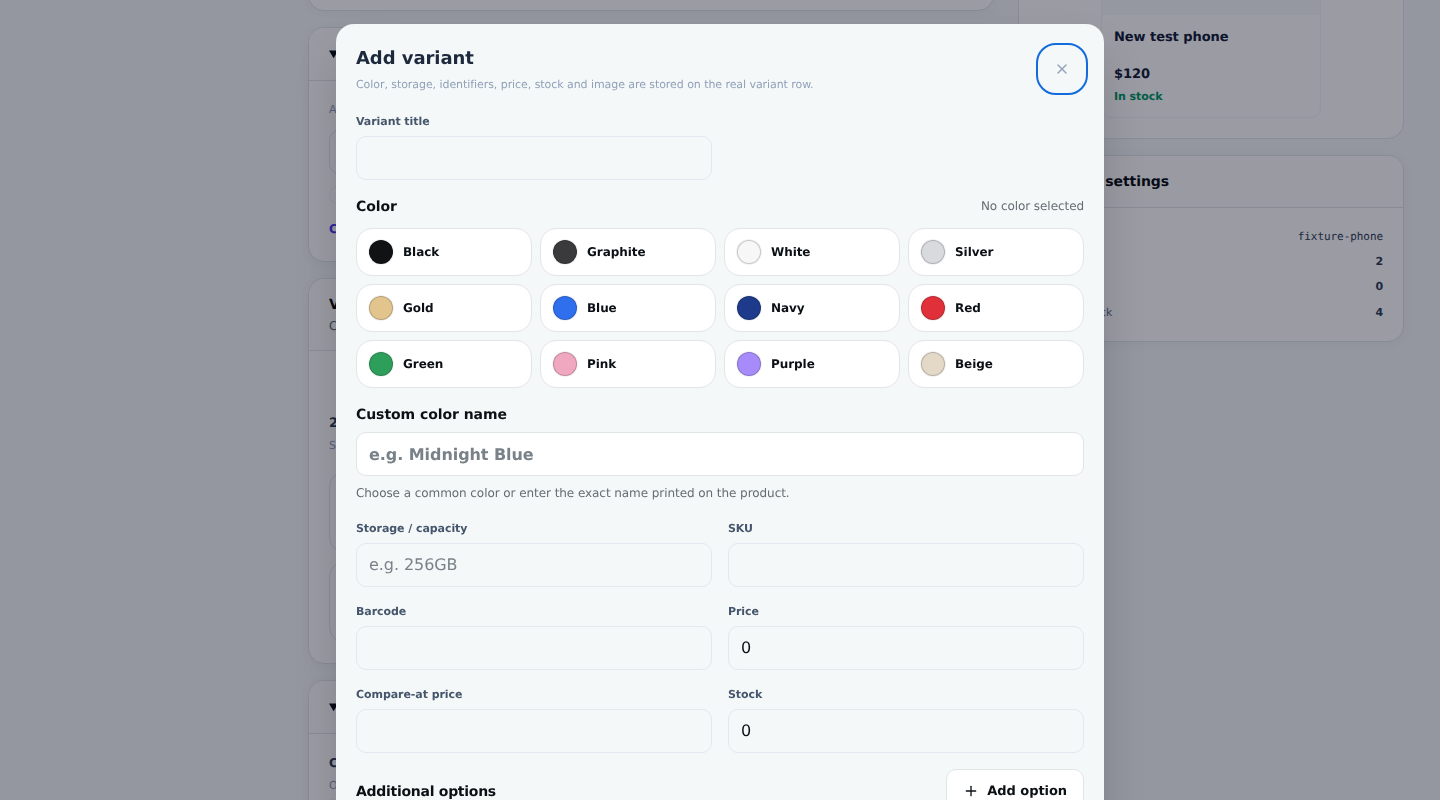 Add variant
Color, storage, identifiers, price, stock and image are stored on the real variant row.
Variant title
Color
No color selected
Black
Graphite
White
Silver
Gold
Blue
Navy
Red
Green
Pink
Purple
Beige
Custom color name
e.g. Midnight Blue
Choose a common color or enter the exact name printed on the product.
Storage / capacity
SKU
e.g. 256GB
Barcode
Price
0
Compare-at price
Stock
0
Additional options
Add option
New test phone
$120
In stock
settings
fixture-phone
2
0
4